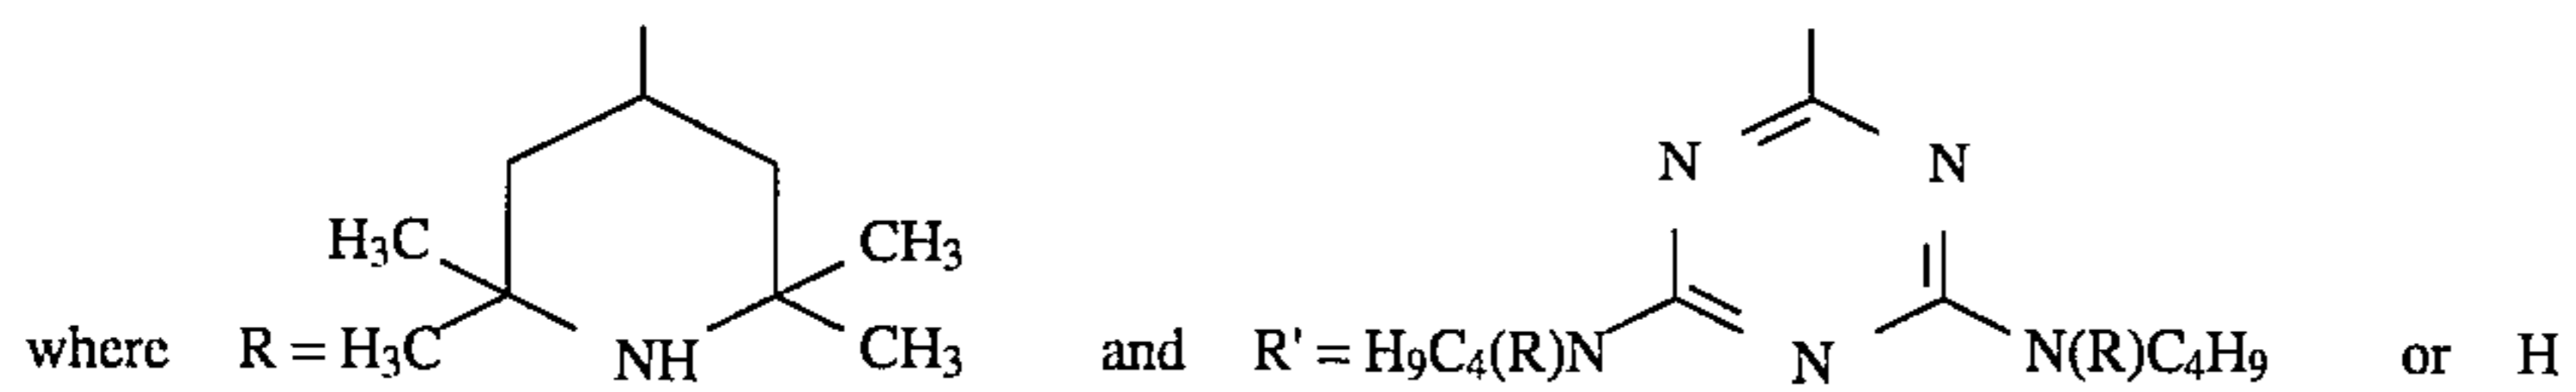 N N
H₃C CH₃
where R = H₃C NH CH₃ and R' = H₉C₄(R)N N N(R)C₄H₉ or H